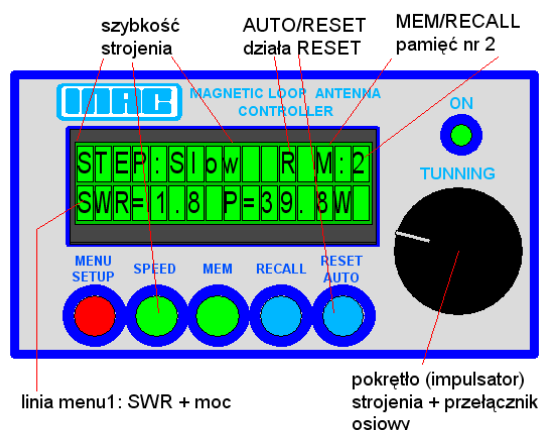 szybkość
strojenia
AUTO/RESET
działa RESET
MEM/RECALL
pamięć nr 2
MAGNETIC LOOP ANTENNA
CONTROLLER
ON
STEP:Slow R M:2
SWR=1.8 P=39.8W
TUNNING
MENU
SETUP
SPEED
MEM
RECALL
RESET
AUTO
linia menu1: SWR + moc
pokrętło (impulsator)
strojenia + przełącznik
osiowy